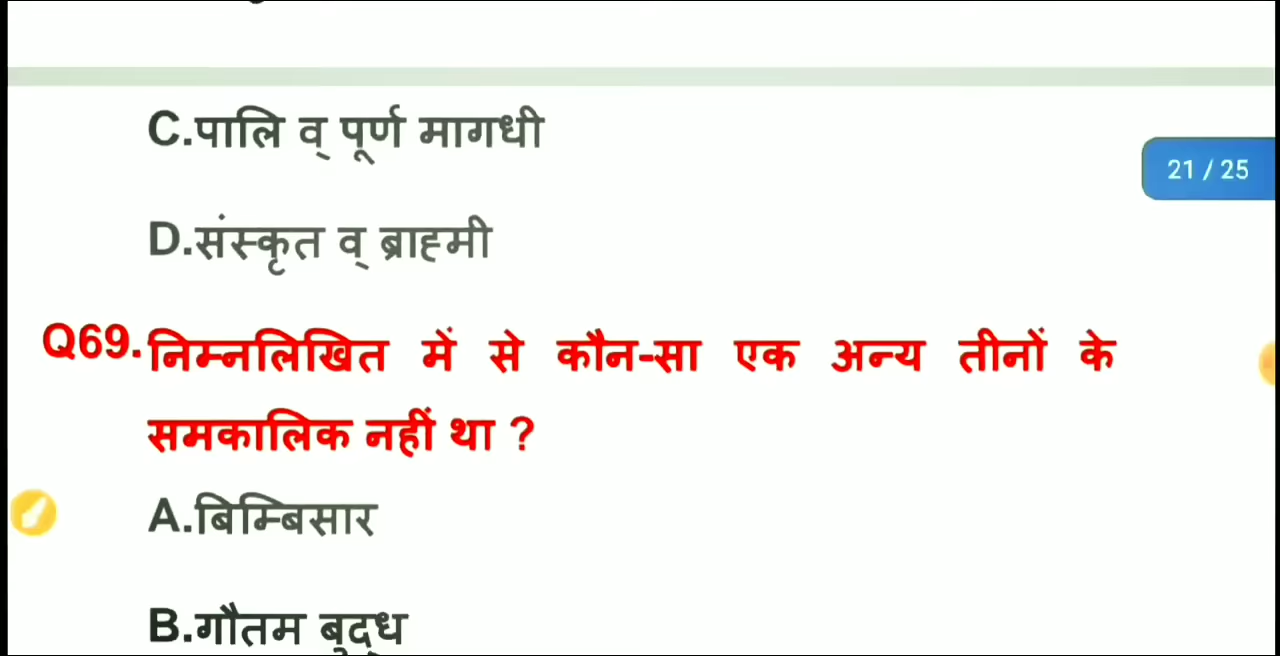 C.पालि व् पूर्ण मागधी
21 / 25
D.संस्कृत व् ब्राह्मी
Q69. निम्नलिखित में से कौन-सा एक अन्य तीनों के
समकालिक नहीं था ?
A.बिम्बिसार
B.गौतम बुद्ध